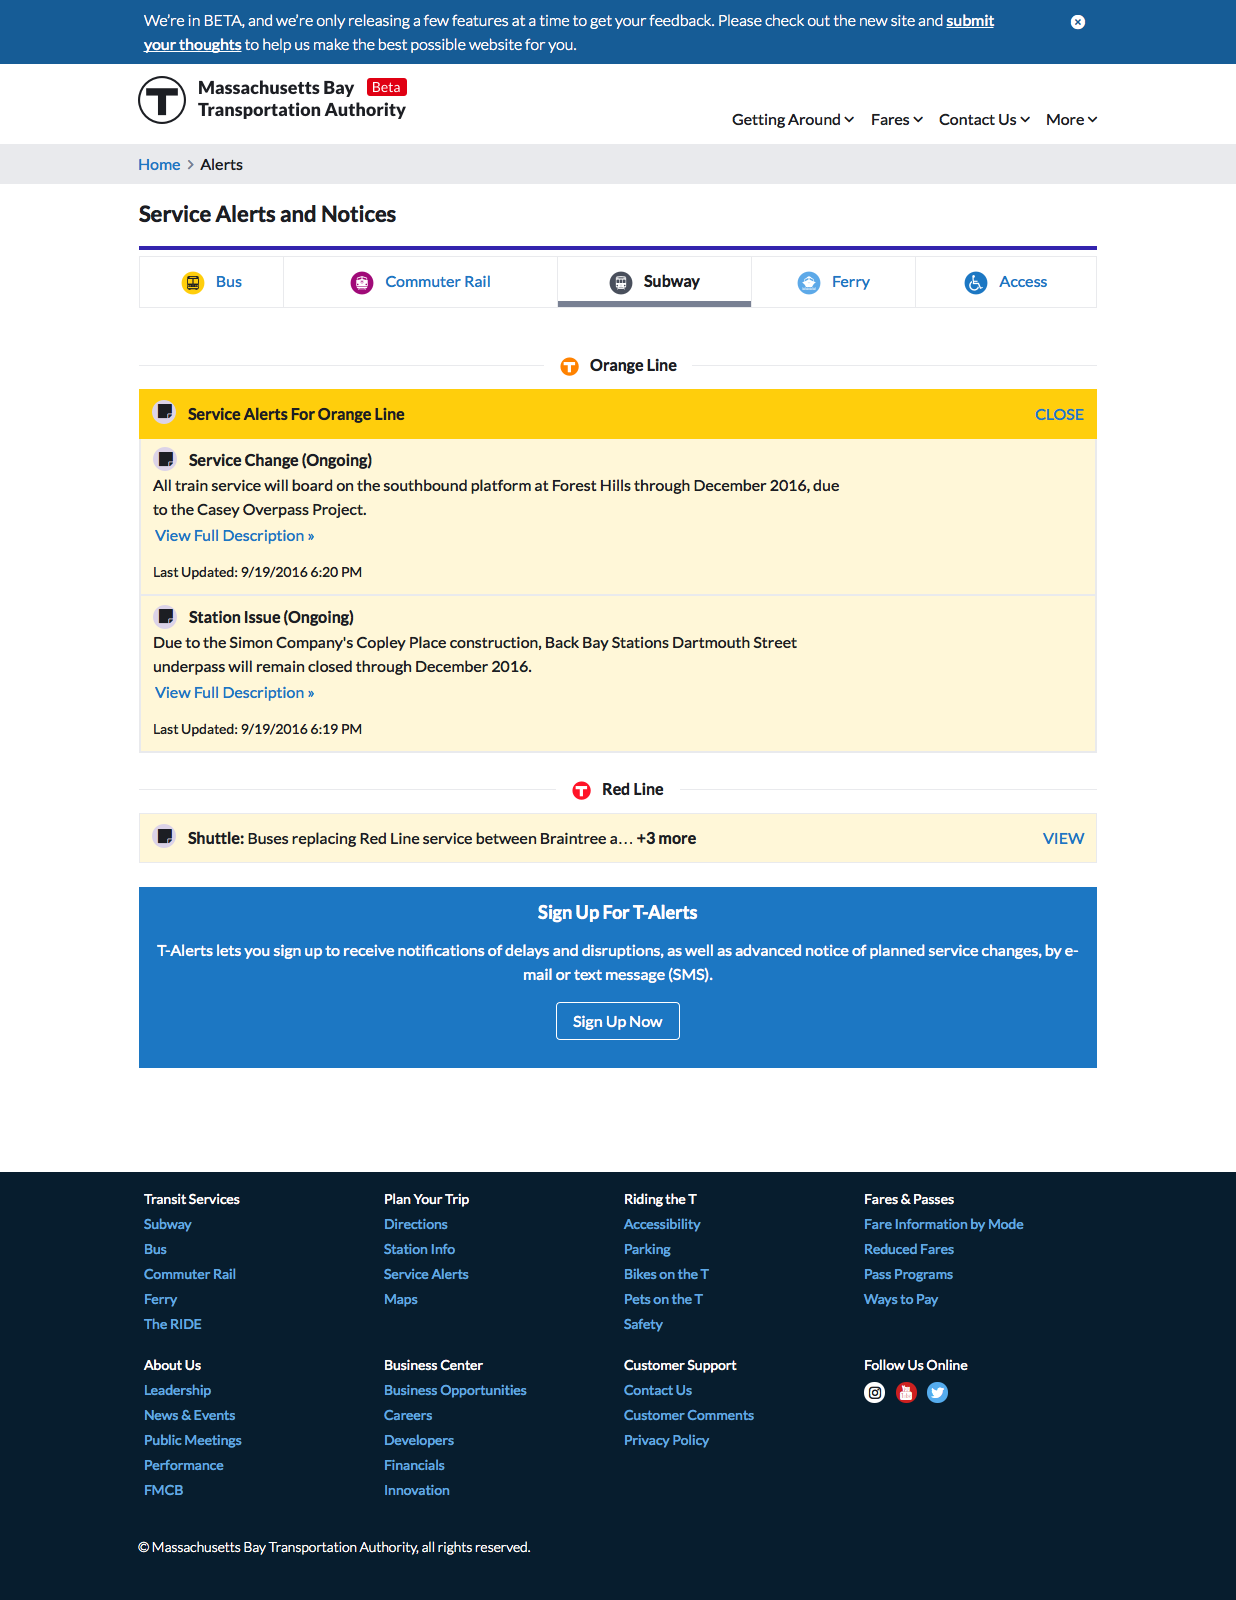 We're in BETA, and we're only releasing a few features at a time to get your feedback. Please check out the new site and submit
your thoughts to help us make the best possible website for you.
T
Massachusetts Bay Beta
Transportation Authority
Getting Around Fares Contact Us More
Home > Alerts
Service Alerts and Notices
Bus Commuter Rail Subway Ferry Access
T Orange Line
Service Alerts For Orange Line CLOSE
Service Change (Ongoing)
All train service will board on the southbound platform at Forest Hills through December 2016, due
to the Casey Overpass Project.
View Full Description »
Last Updated: 9/19/2016 6:20 PM
Station Issue (Ongoing)
Due to the Simon Company's Copley Place construction, Back Bay Stations Dartmouth Street
underpass will remain closed through December 2016.
View Full Description »
Last Updated: 9/19/2016 6:19 PM
T Red Line
Shuttle: Buses replacing Red Line service between Braintree a… +3 more VIEW
Sign Up For T-Alerts
T-Alerts lets you sign up to receive notifications of delays and disruptions, as well as advanced notice of planned service changes, by e-
mail or text message (SMS).
Sign Up Now
Transit Services
Subway
Bus
Commuter Rail
Ferry
The RIDE
Plan Your Trip
Directions
Station Info
Service Alerts
Maps
Riding the T
Accessibility
Parking
Bikes on the T
Pets on the T
Safety
Fares & Passes
Fare Information by Mode
Reduced Fares
Pass Programs
Ways to Pay
About Us
Leadership
News & Events
Public Meetings
Performance
FMCB
Business Center
Business Opportunities
Careers
Developers
Financials
Innovation
Customer Support
Contact Us
Customer Comments
Privacy Policy
Follow Us Online
© Massachusetts Bay Transportation Authority, all rights reserved.